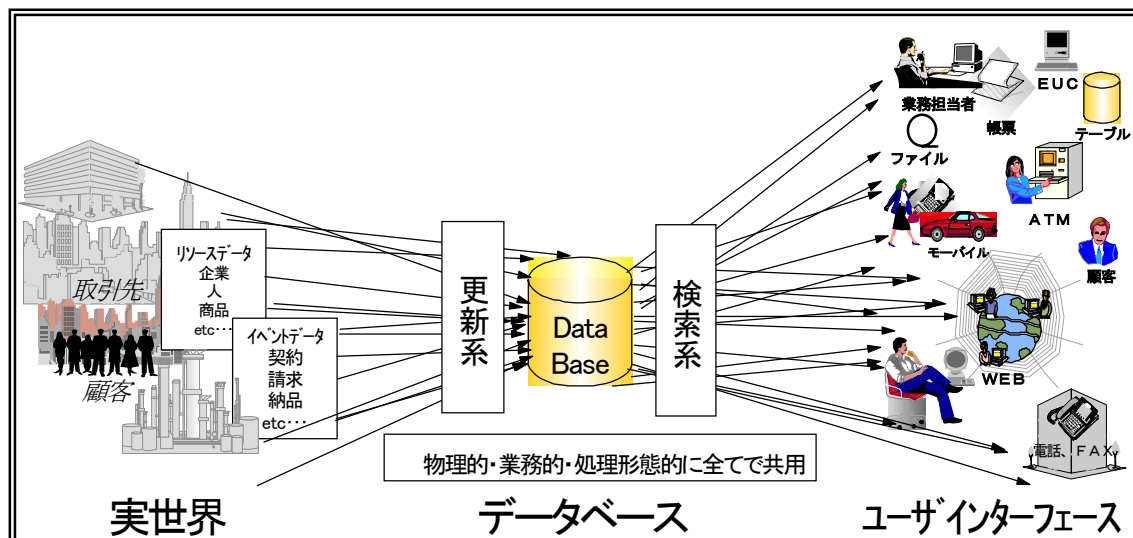 業務担当者
EUC
帳票
テーブル
ファイル
ATM
モーバイル
顧客
WEB
電話、FAX
リソースデータ
企業
人
商品
etc…
取引先
顧客
イベントデータ
契約
請求
納品
etc…
更新系
Data
Base
検索系
物理的・業務的・処理形態的に全てで共用
実世界
データベース
ユーザインターフェース